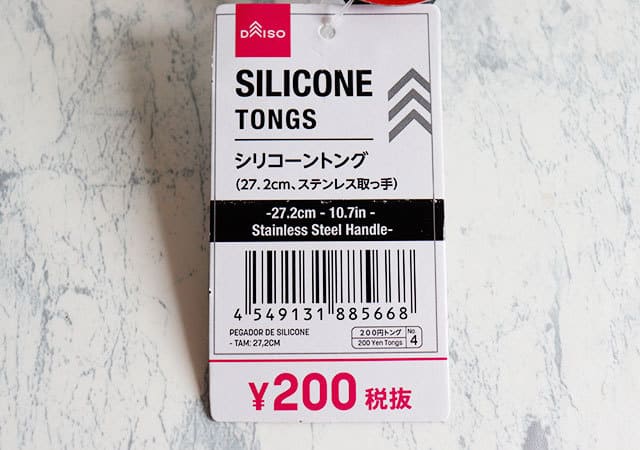 DAISO
SILICONE
TONGS
シリコーントング
(27.2cm、ステンレス取っ手)
-27.2cm - 10.7in -
Stainless Steel Handle-
4 549131 885668
PEGADOR DE SILICONE
- TAM: 27,2CM
200円トング
200 Yen Tongs
No.
4
¥200 税抜